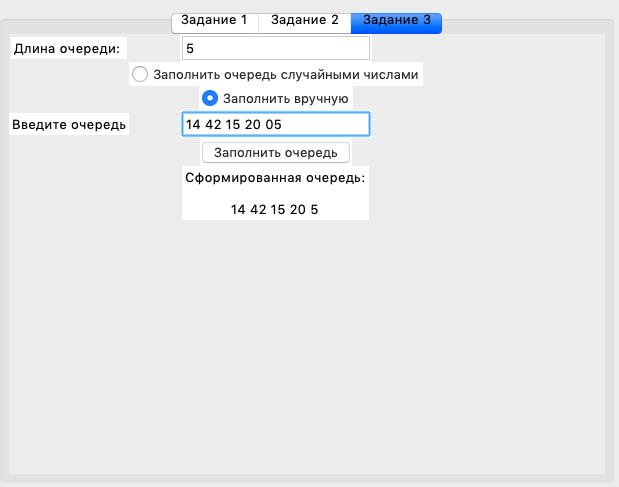 Задание 1 Задание 2 Задание 3
Длина очереди: 5
Заполнить очередь случайными числами
Заполнить вручную
Введите очередь 14 42 15 20 05
Заполнить очередь
Сформированная очередь:
14 42 15 20 5